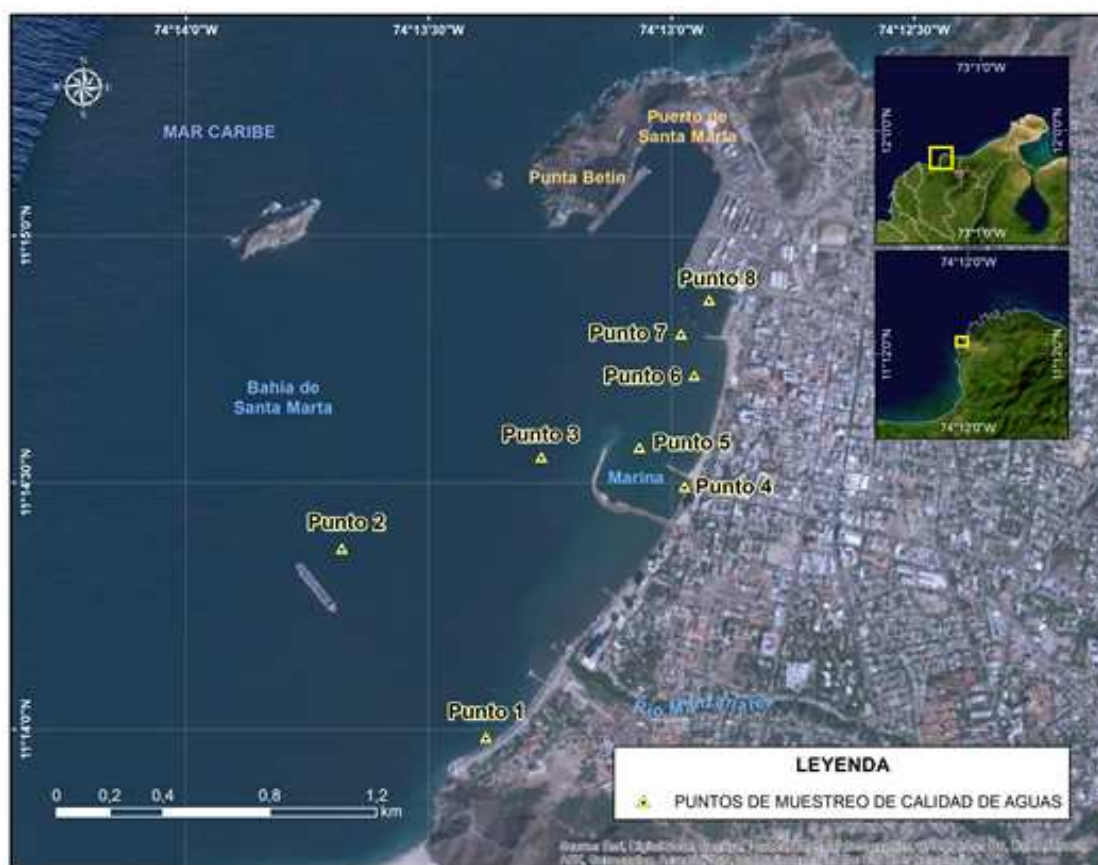 74°14'0"W
74°13'30"W
74°13'0"W
74°12'30"W
73°1'0"W
12°0'0"N
12°0'0"N
73°1'0"W
MAR CARIBE
Puerto de
Santa Marta
Punta Betin
11°15'0"N
Punto 8
Punto 7
Punto 6
74°12'0"W
11°12'0"N
11°12'0"N
74°12'0"W
Bahia de
Santa Marta
Punto 3
Punto 5
Marina
Punto 4
11°14'30"N
Punto 2
Río Manzanares
Punto 1
11°14'0"N
0 0,2 0,4 0,8 1,2
km
LEYENDA
PUNTOS DE MUESTREO DE CALIDAD DE AGUAS